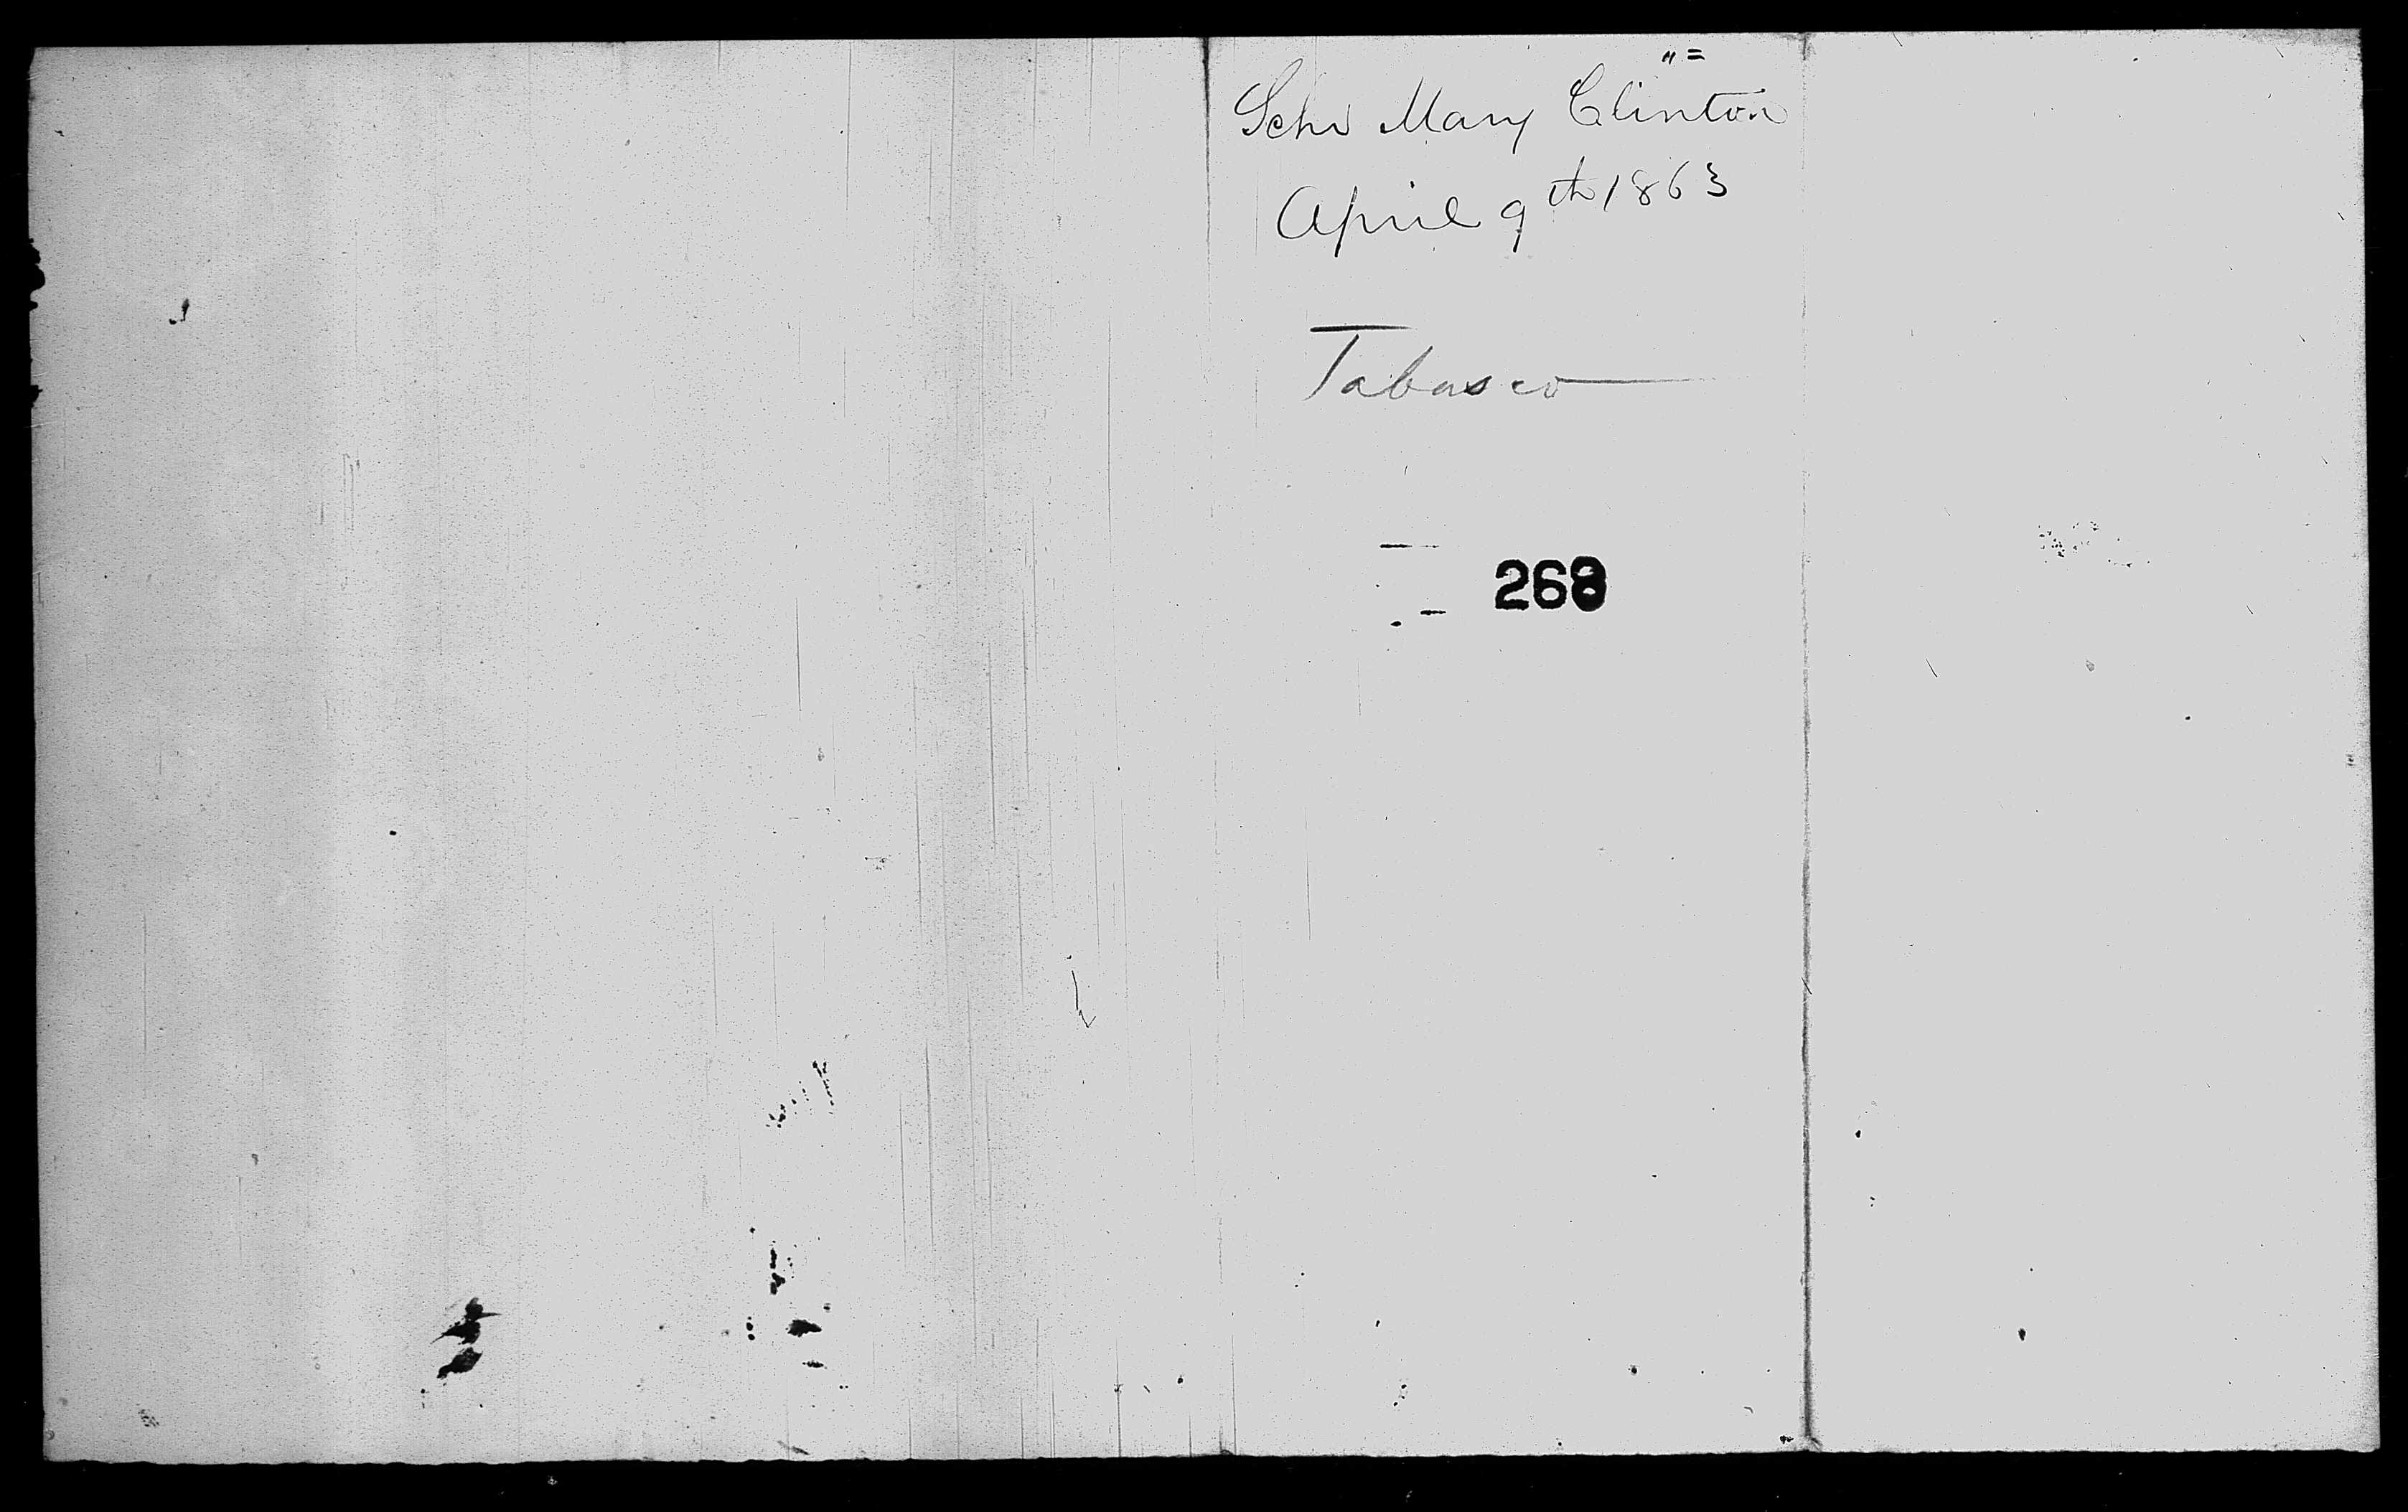 " =
Schr Mary Clinton
April 9th 1863
Tabasco
268